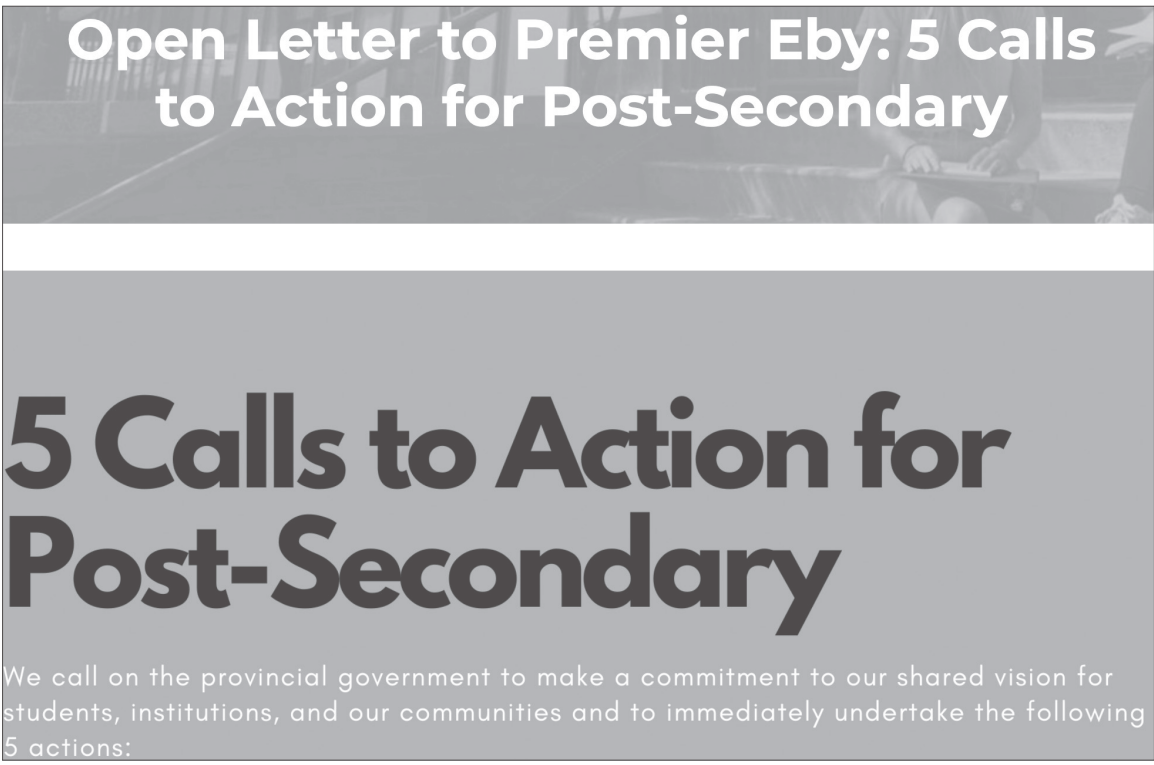 Open Letter to Premier Eby: 5 Calls
to Action for Post-Secondary
5 Calls to Action for
Post-Secondary
We call on the provincial government to make a commitment to our shared vision for
students, institutions, and our communities and to immediately undertake the following
5 actions: